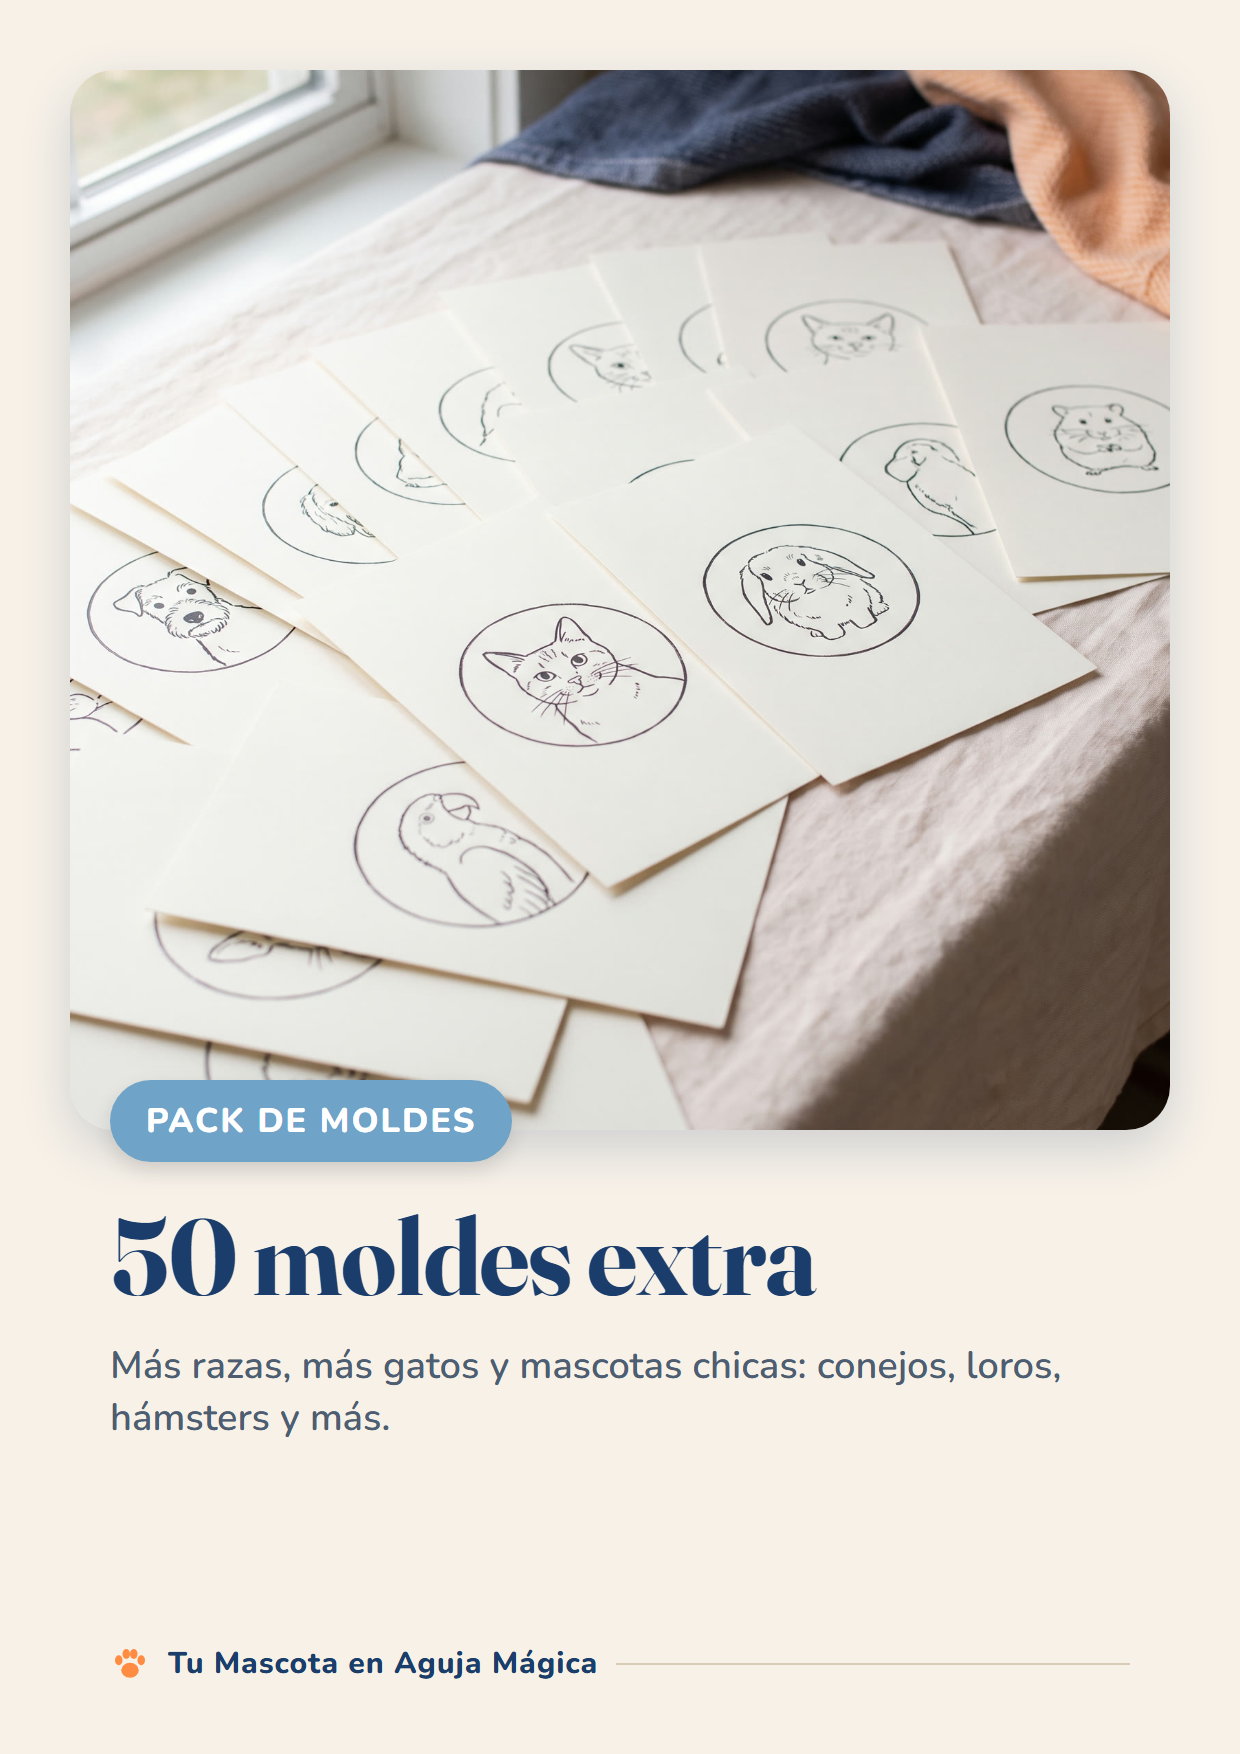 PACK DE MOLDES
50 moldes extra
Más razas, más gatos y mascotas chicas: conejos, loros,
hámsters y más.
Tu Mascota en Aguja Mágica